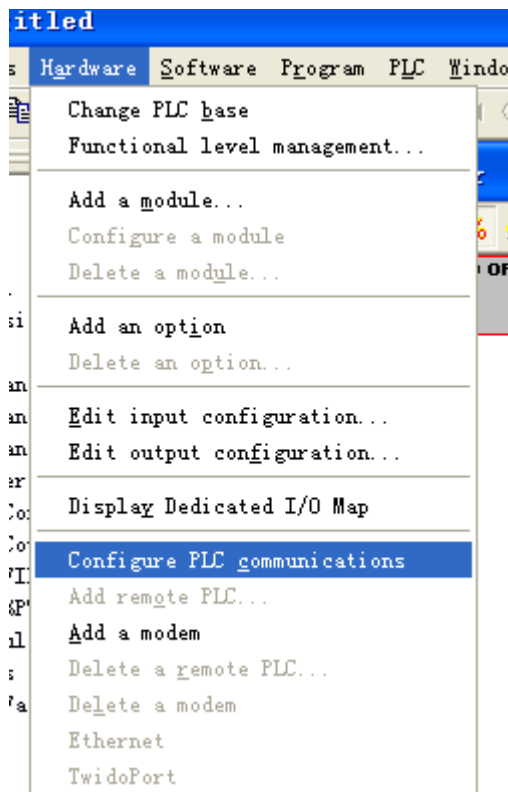 itled
Hardware Software Program PLC Windo
Change PLC base
Functional level management...
Add a module...
Configure a module
Delete a module...
OF
Add an option
Delete an option...
Edit input configuration...
Edit output configuration...
Display Dedicated I/O Map
Configure PLC communications
Add remote PLC...
Add a modem
Delete a remote PLC...
Delete a modem
Ethernet
TwidoPort